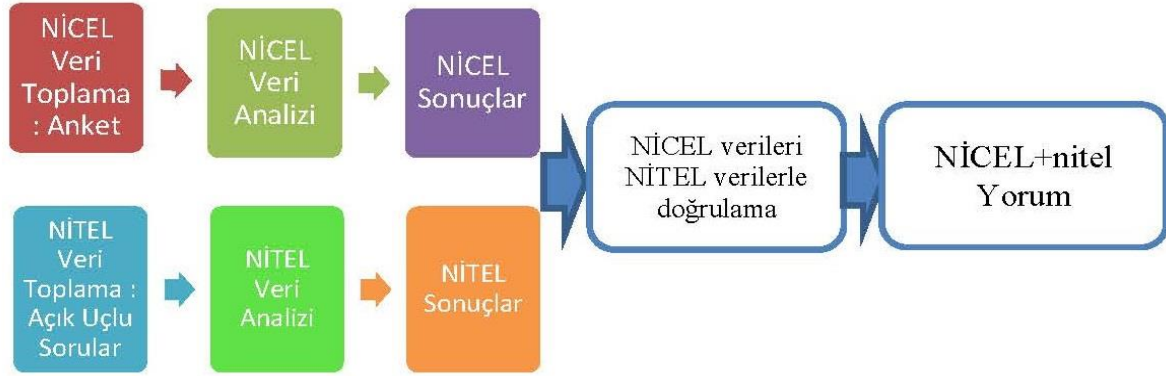 NİCEL
Veri
Toplama
: Anket
NİCEL
Veri
Analizi
NİCEL
Sonuçlar
NİTEL
Veri
Toplama :
Açık Uçlu
Sorular
NİTEL
Veri
Analizi
NİTEL
Sonuçlar
NİCEL verileri
NİTEL verilerle
doğrulama
NİCEL+nitel
Yorum